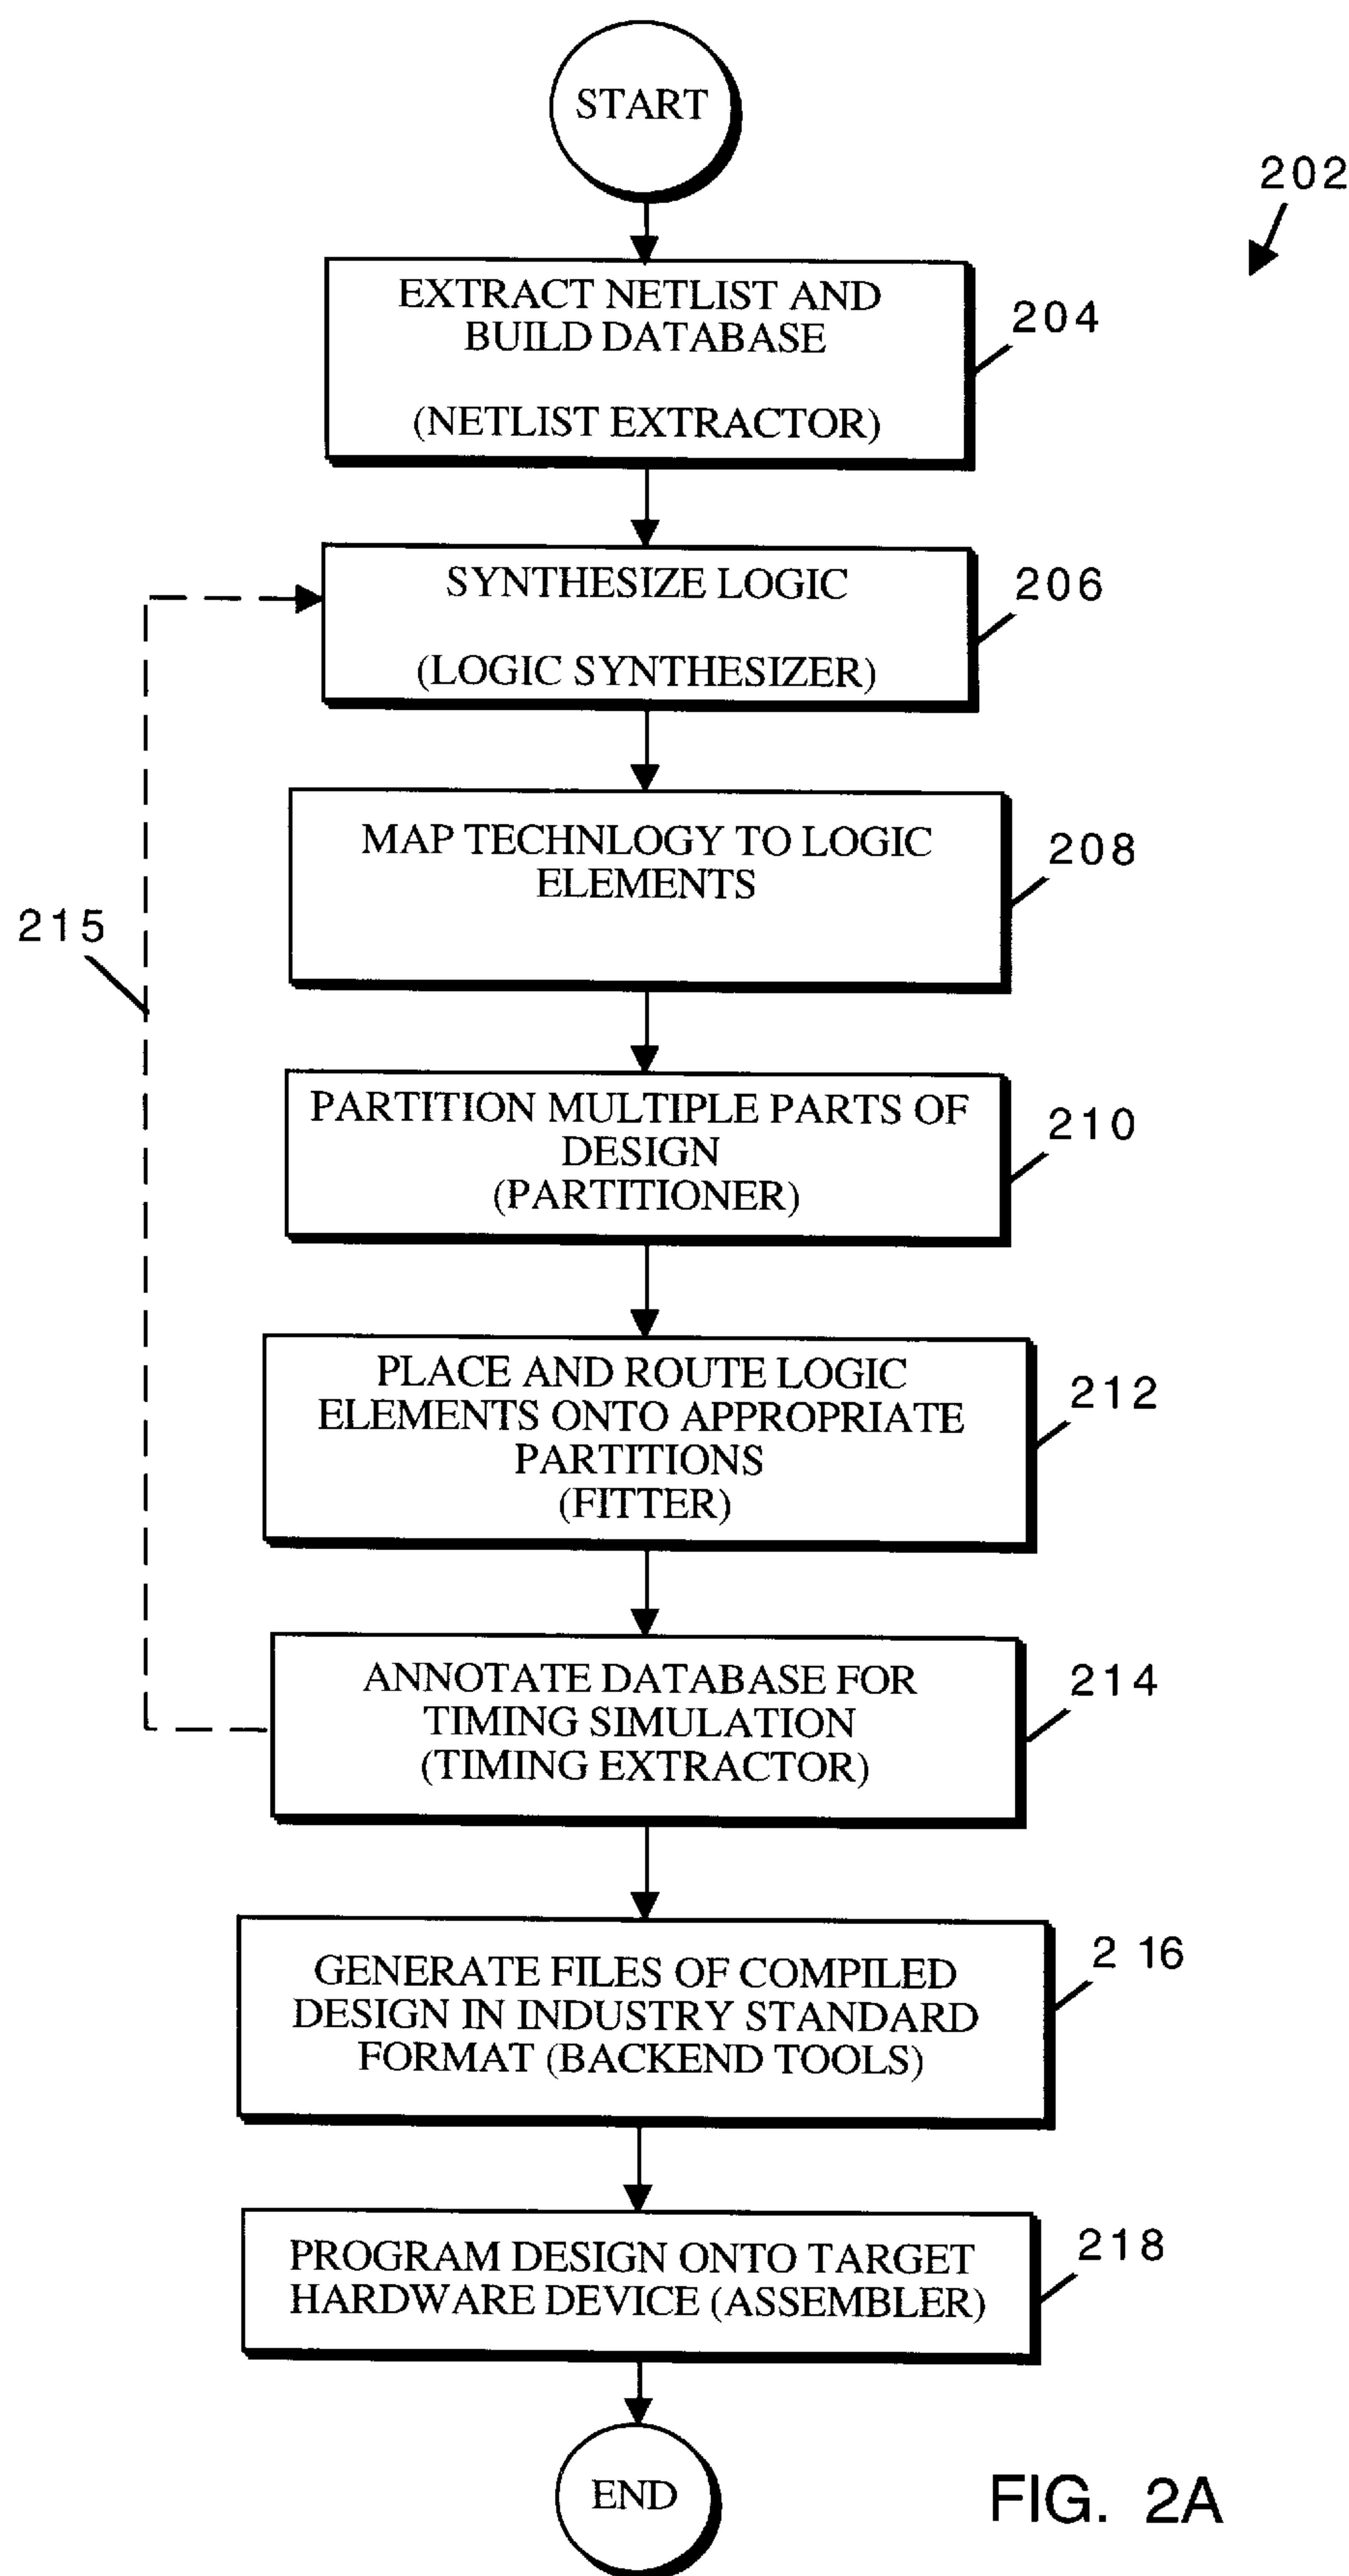 START
202
EXTRACT NETLIST AND
BUILD DATABASE
(NETLIST EXTRACTOR)
204
SYNTHESIZE LOGIC
(LOGIC SYNTHESIZER)
206
MAP TECHNLOGY TO LOGIC
ELEMENTS
208
215
PARTITION MULTIPLE PARTS OF
DESIGN
(PARTITIONER)
210
PLACE AND ROUTE LOGIC
ELEMENTS ONTO APPROPRIATE
PARTITIONS
(FITTER)
212
ANNOTATE DATABASE FOR
TIMING SIMULATION
(TIMING EXTRACTOR)
214
GENERATE FILES OF COMPILED
DESIGN IN INDUSTRY STANDARD
FORMAT (BACKEND TOOLS)
2 16
PROGRAM DESIGN ONTO TARGET
HARDWARE DEVICE (ASSEMBLER)
218
END
FIG. 2A